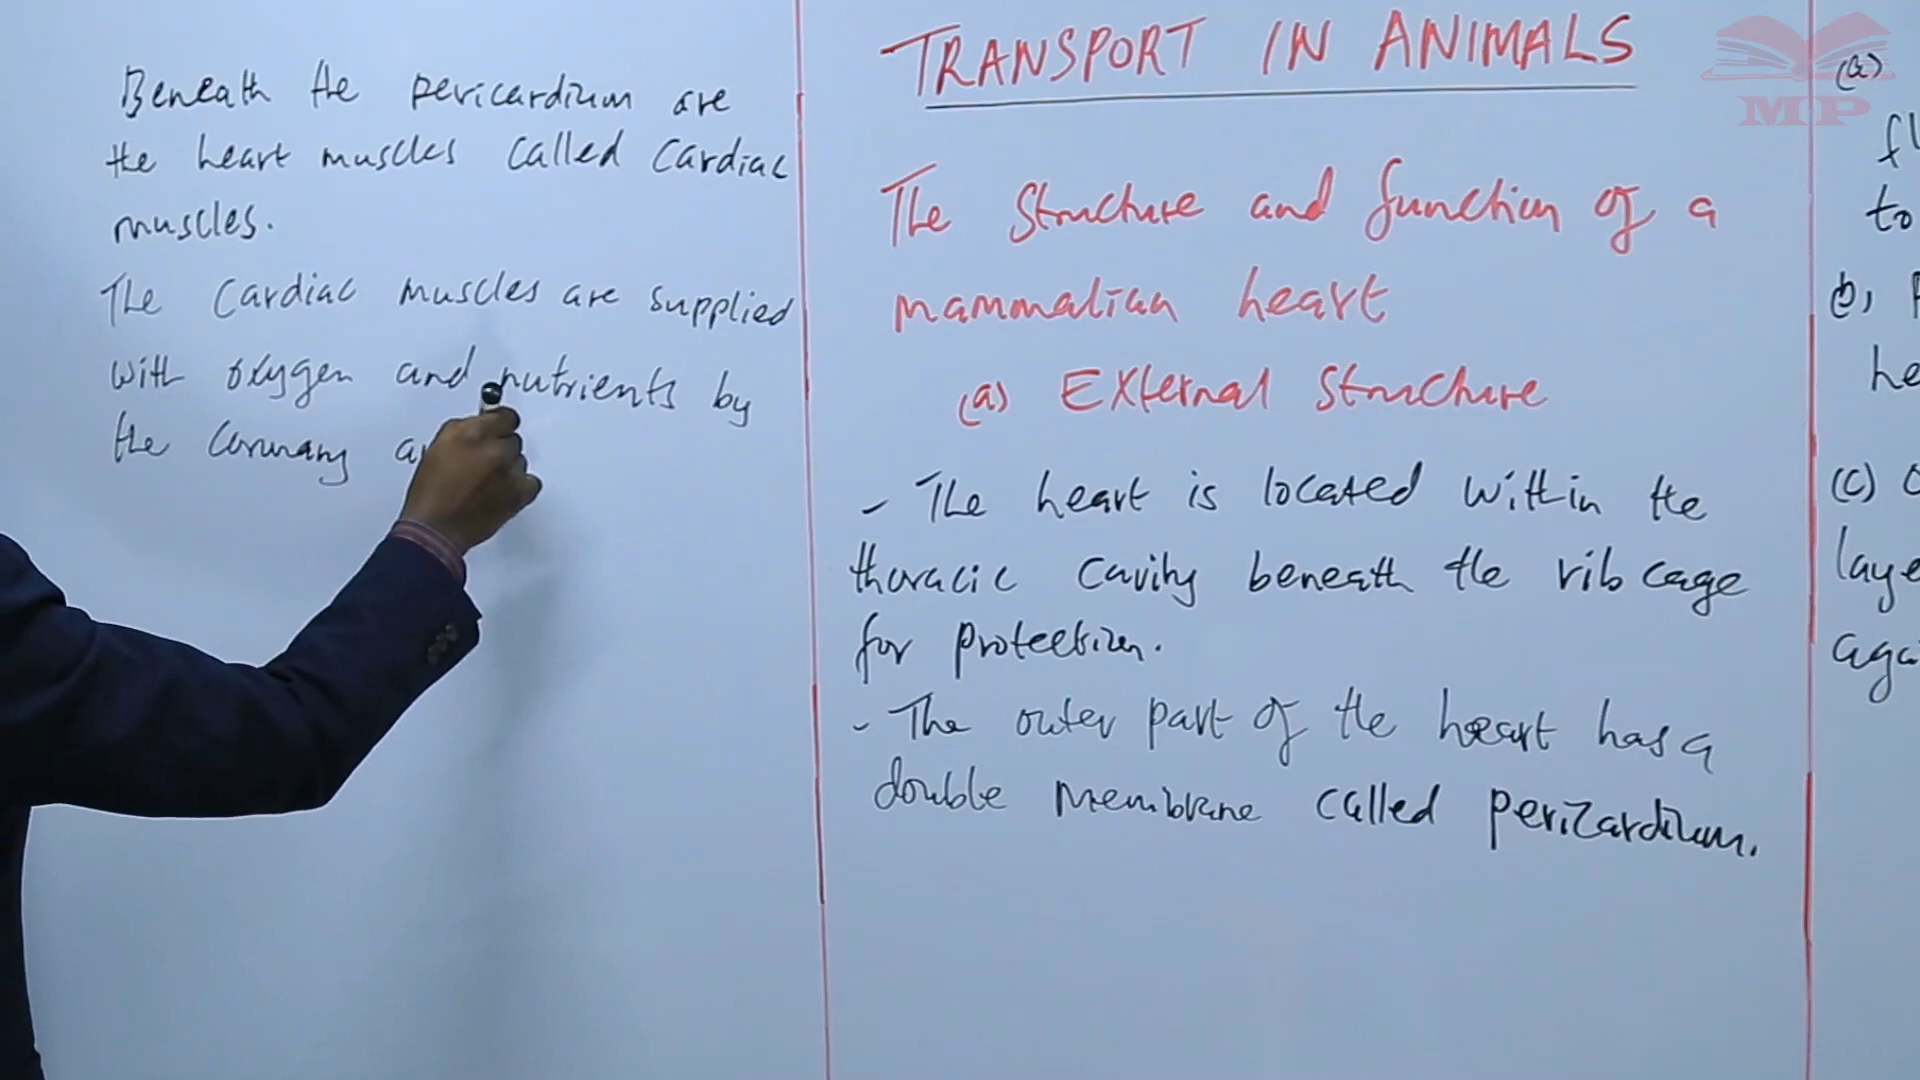 Beneath the pericardium are
the heart muscles called cardiac
muscles.
The cardiac muscles are supplied
with oxygen and nutrients by
the coronary
TRANSPORT IN ANIMALS
The structure and function of a
mammalian heart
(a) External structure
- The heart is located within the
thoracic cavity beneath the rib cage
for protection.
- The outer part of the heart has a
double membrane called pericardium.
MP
(a)
to
(b)
(c)